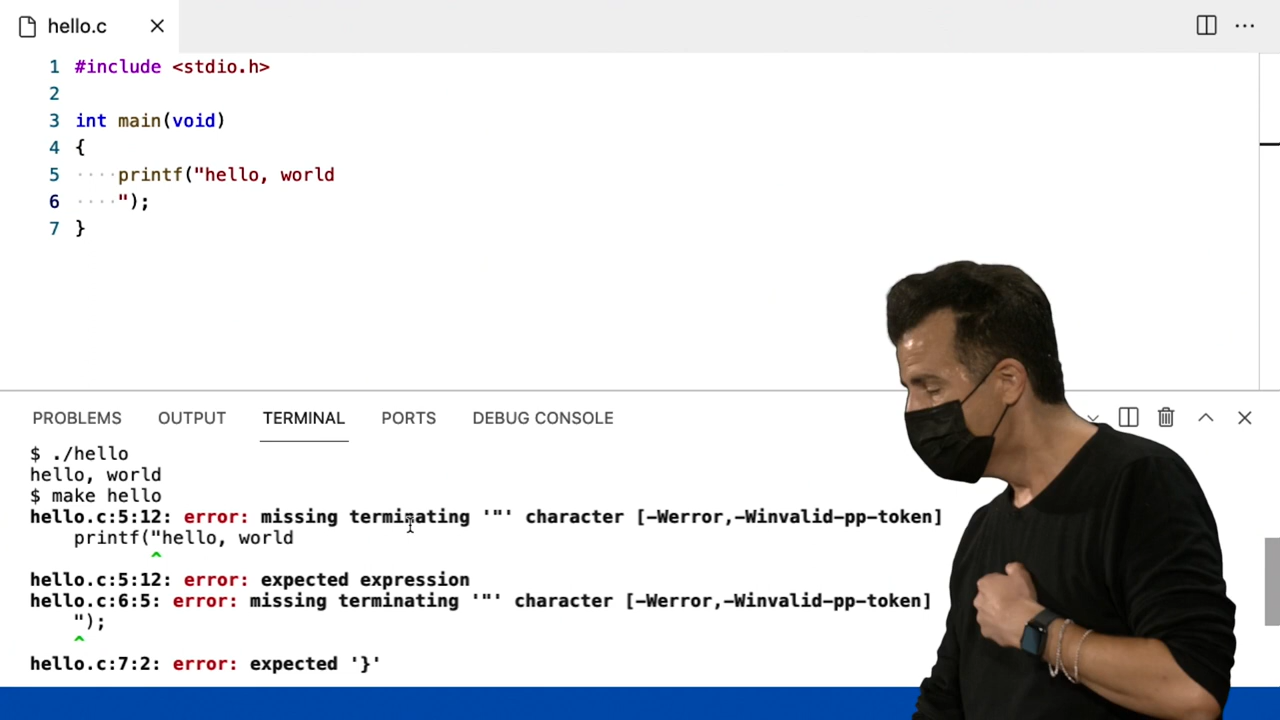 hello.c
1 #include <stdio.h>
2
3 int main(void)
4 {
5 ····printf("hello, world
6 ····");
7 }
PROBLEMS OUTPUT TERMINAL PORTS DEBUG CONSOLE
$ ./hello
hello, world
$ make hello
hello.c:5:12: error: missing terminating '"' character [-Werror,-Winvalid-pp-token]
printf("hello, world
^
hello.c:5:12: error: expected expression
hello.c:6:5: error: missing terminating '"' character [-Werror,-Winvalid-pp-token]
");
^
hello.c:7:2: error: expected '}'